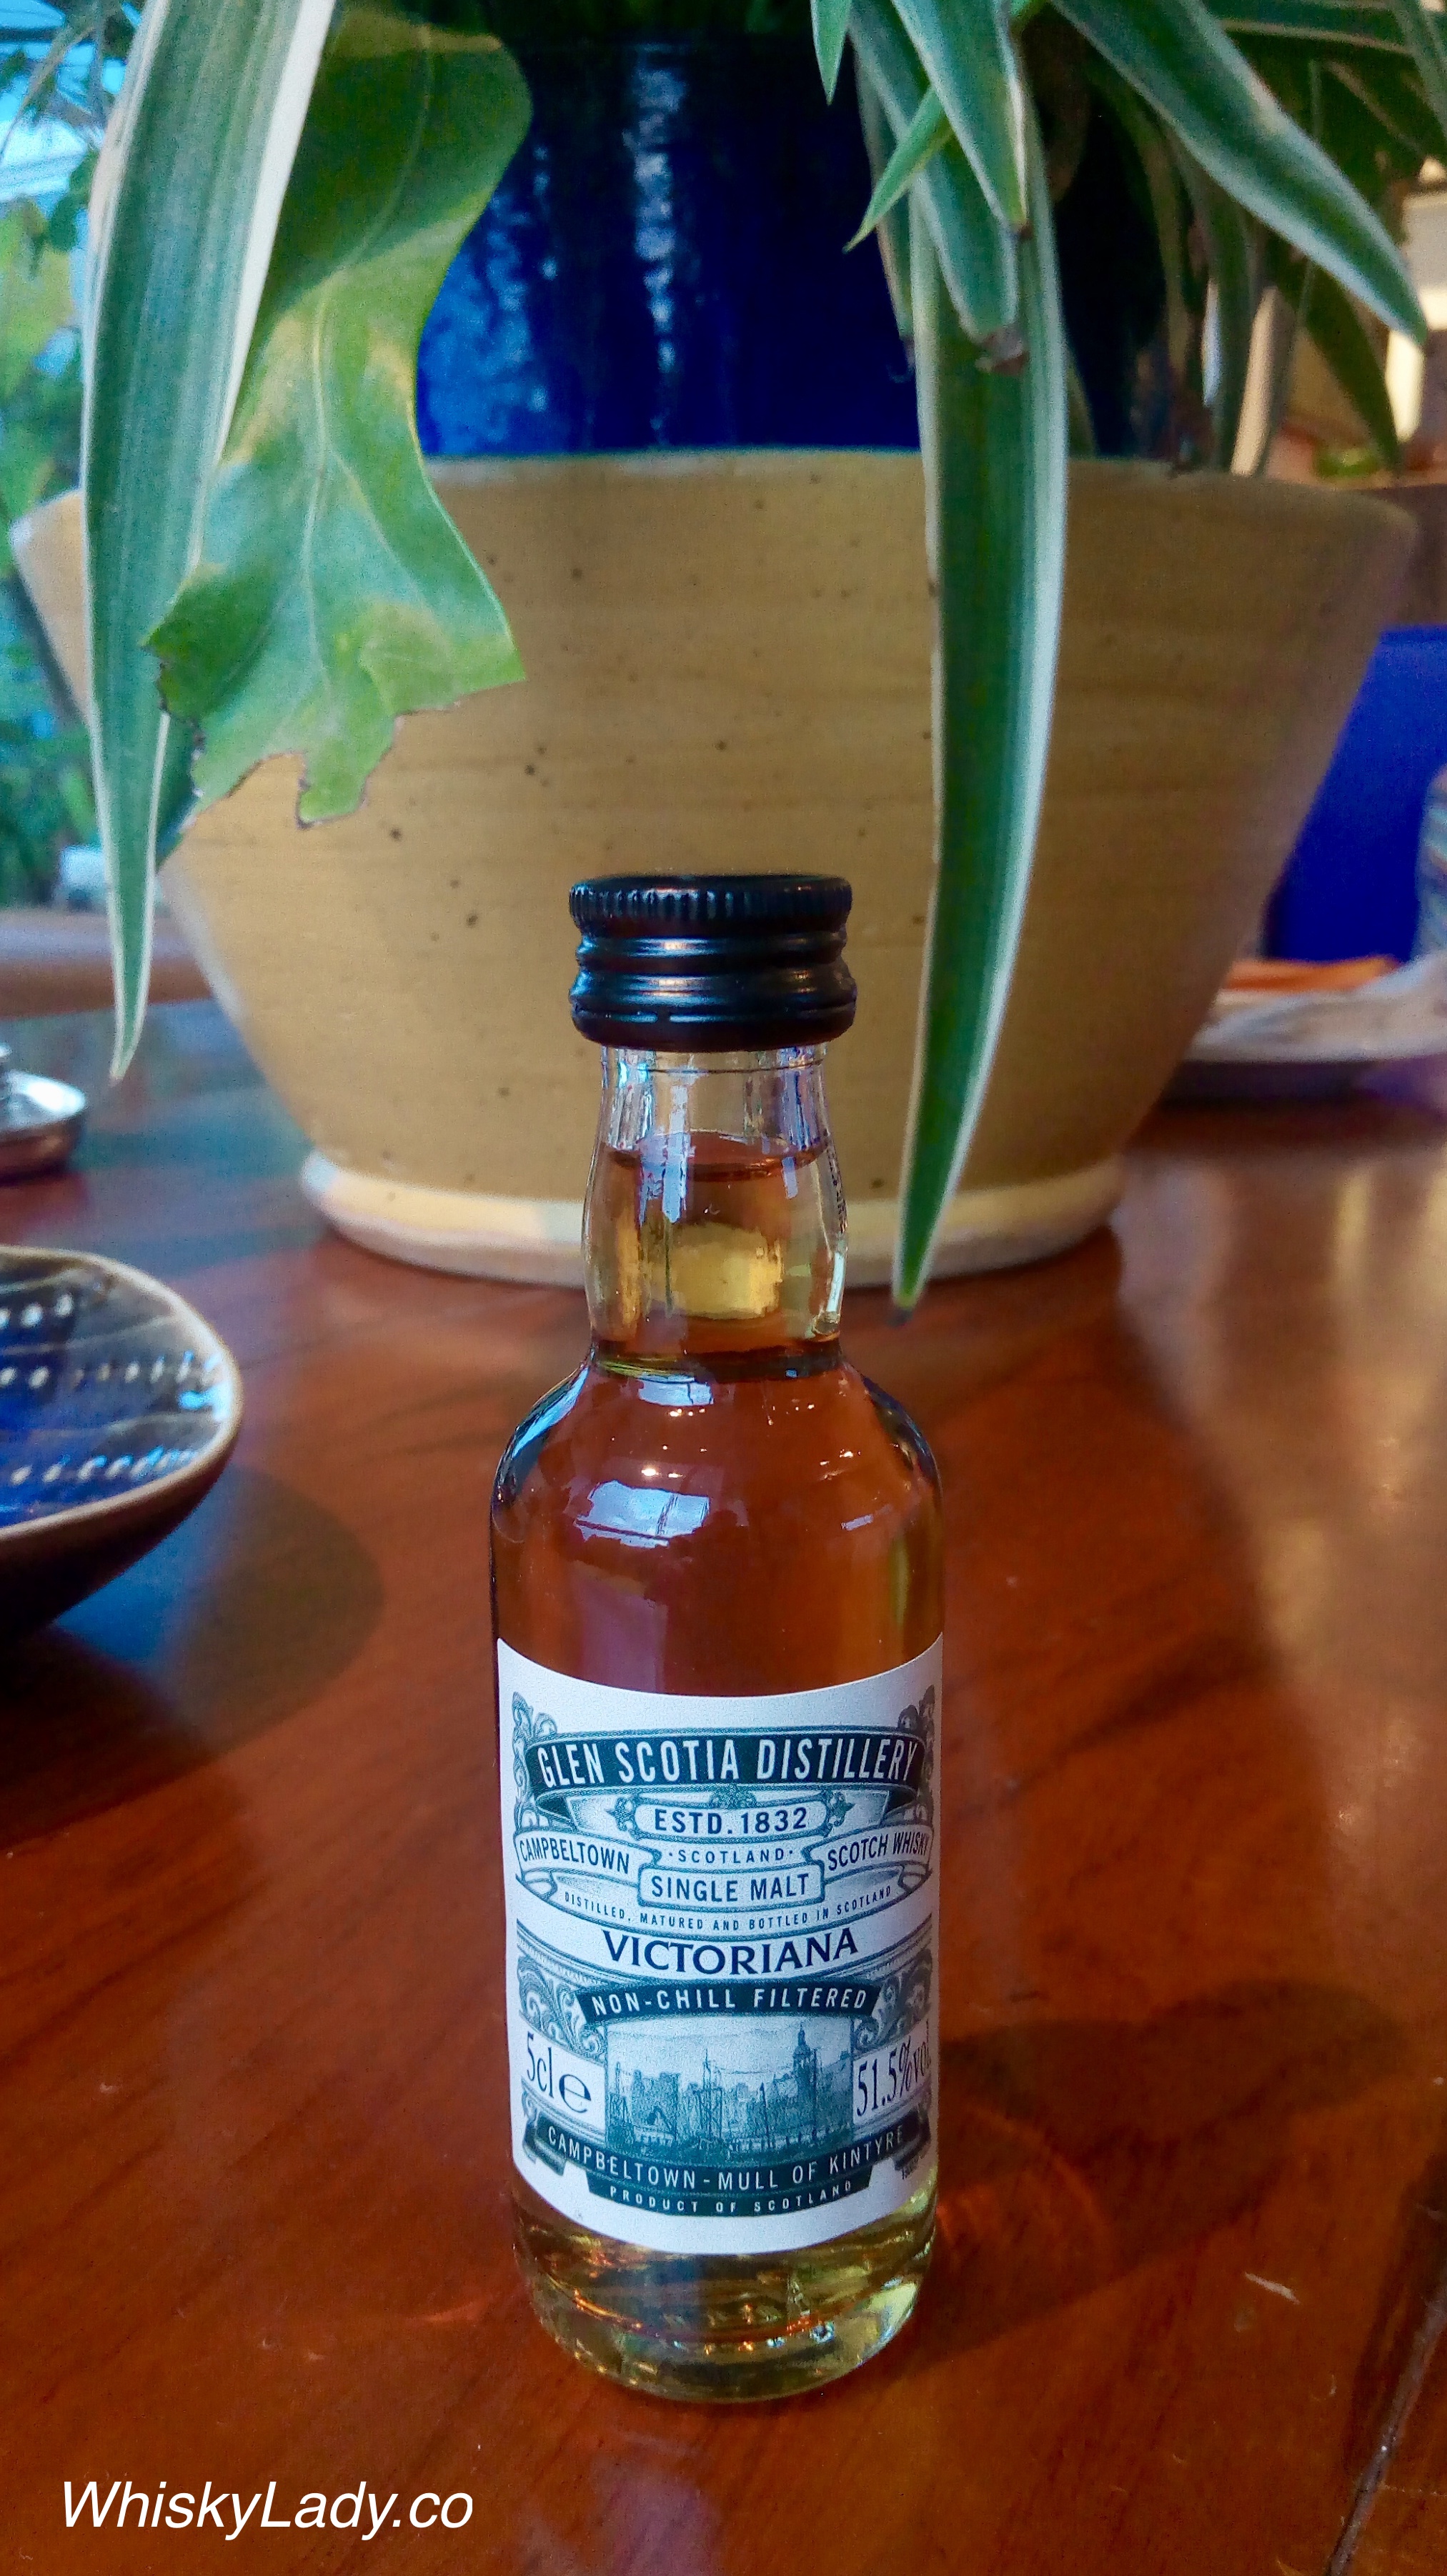 GLEN SCOTIA DISTILLERY
ESTD.1832
CAMPBELTOWN ·SCOTLAND· SCOTCH WHISKY
SINGLE MALT
DISTILLED, MATURED AND BOTTLED IN SCOTLAND
VICTORIANA
NON-CHILL FILTERED
5cl e 51.5%vol
CAMPBELTOWN-MULL OF KINTYRE
PRODUCT OF SCOTLAND
WhiskyLady.co